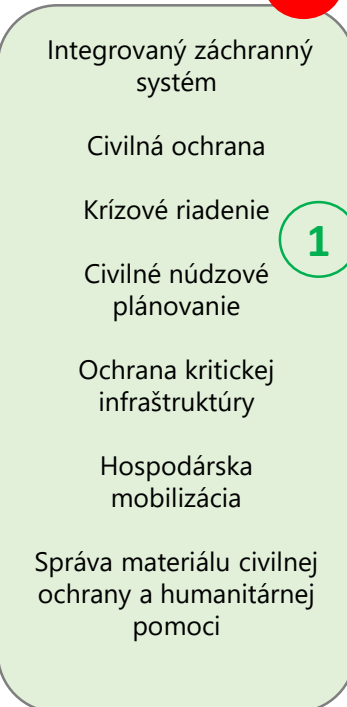 Integrovaný záchranný
systém
Civilná ochrana
Krízové riadenie
1
Civilné núdzové
plánovanie
Ochrana kritickej
infraštruktúry
Hospodárska
mobilizácia
Správa materiálu civilnej
ochrany a humanitárnej
pomoci